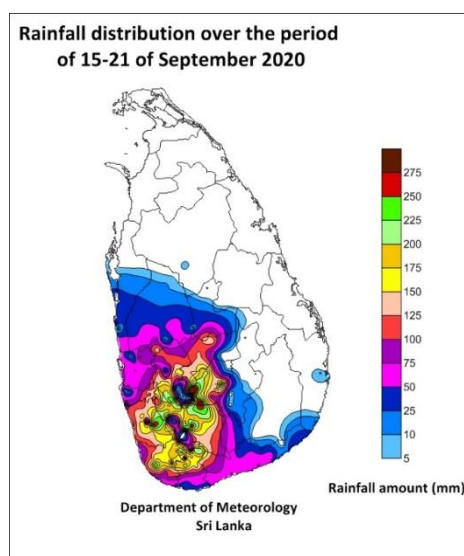 Rainfall distribution over the period
of 15-21 of September 2020
275
250
225
200
175
150
125
100
75
50
25
10
5
Rainfall amount (mm)
Department of Meteorology
Sri Lanka